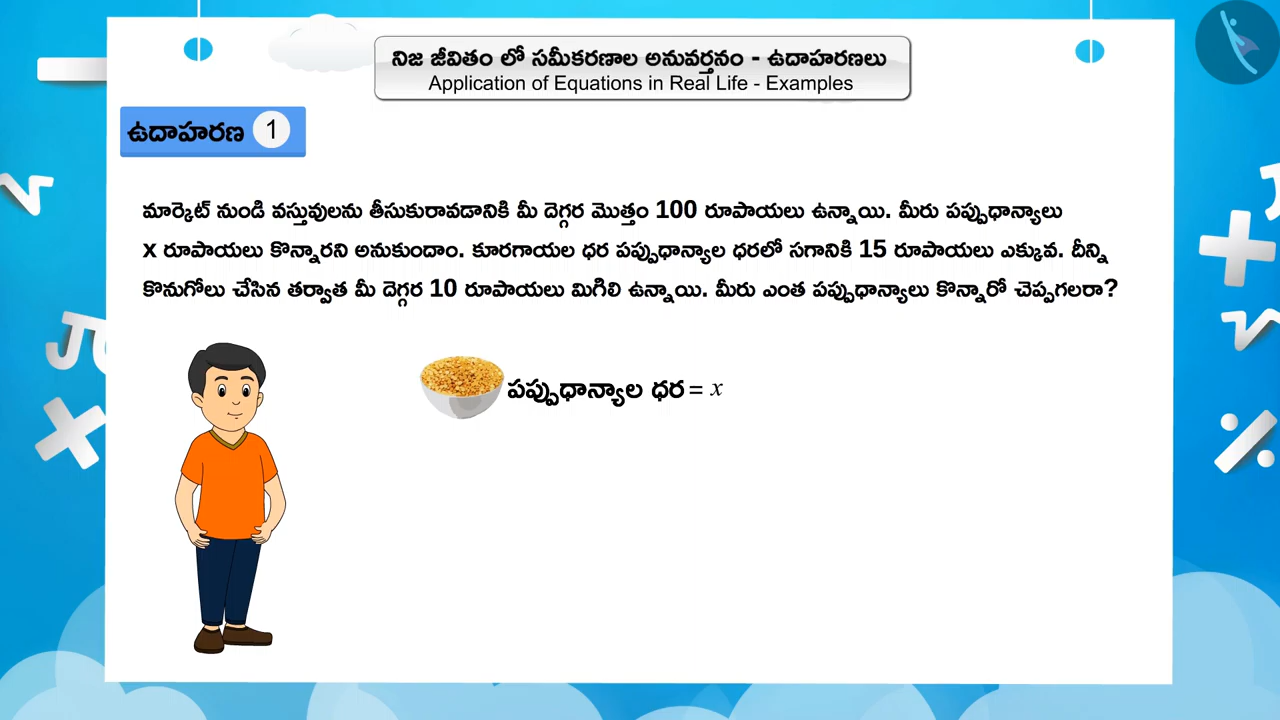 నిజ జీవితం లో సమీకరణాల అనువర్తనం - ఉదాహరణలు
Application of Equations in Real Life - Examples
ఉదాహరణ 1
మార్కెట్ నుండి వస్తువులను తీసుకురావడానికి మీ దెగ్గర మొత్తం 100 రూపాయలు ఉన్నాయి. మీరు పప్పుధాన్యాలు
x రూపాయలు కొన్నారని అనుకుందాం. కూరగాయల ధర పప్పుధాన్యాల ధరలో సగానికి 15 రూపాయలు ఎక్కువ. దీన్ని
కొనుగోలు చేసిన తర్వాత మీ దెగ్గర 10 రూపాయలు మిగిలి ఉన్నాయి. మీరు ఎంత పప్పుధాన్యాలు కొన్నారో చెప్పగలరా?
పప్పుధాన్యాల ధర = x